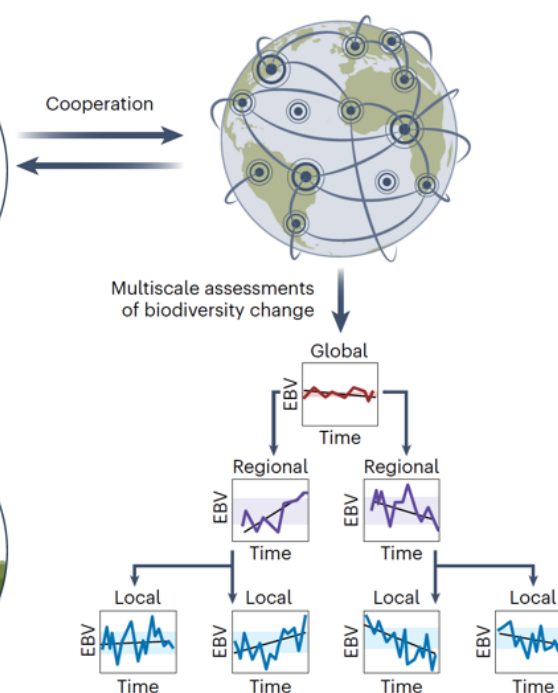 Cooperation
Multiscale assessments
of biodiversity change
Global
EBV
Time
Regional
Regional
EBV
EBV
Time
Time
Local
Local
Local
Local
EBV
EBV
EBV
EBV
Time
Time
Time
Time